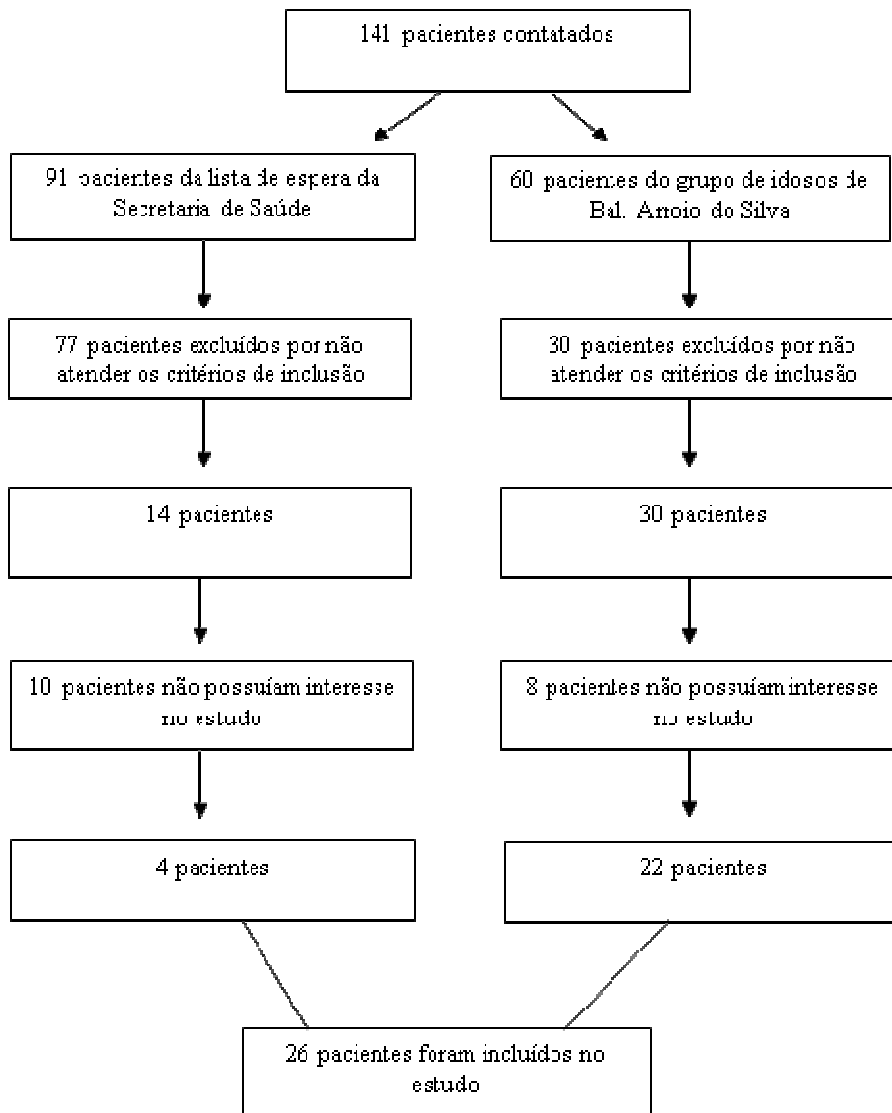 141 pacientes contatados
91 pacientes da lista de espera da
Secretaria de Saúde
60 pacientes do grupo de idosos de
Bal. Arroio do Silva
77 pacientes excluídos por não
atender os critérios de inclusão
30 pacientes excluídos por não
atender os critérios de inclusão
14 pacientes
30 pacientes
10 pacientes não possuíam interesse
no estudo
8 pacientes não possuíam interesse
no estudo
4 pacientes
22 pacientes
26 pacientes foram incluídos no
estudo